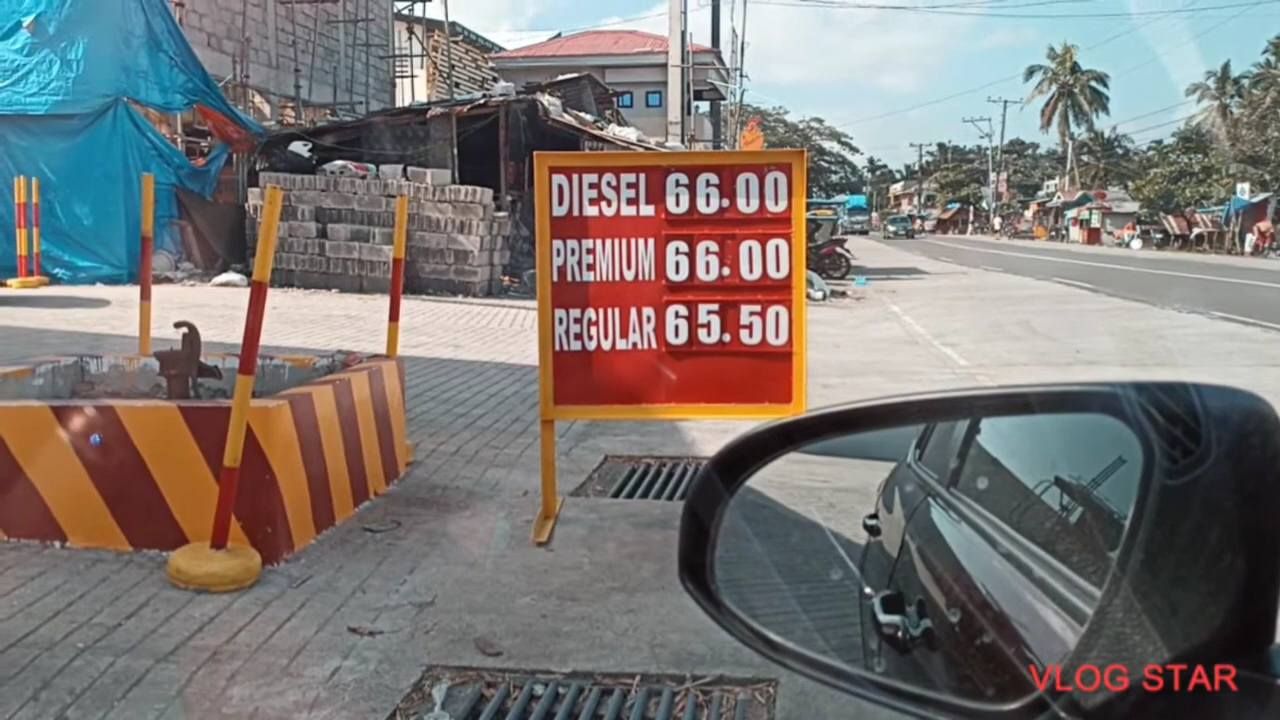 DIESEL 66.00
PREMIUM 66.00
REGULAR 65.50
VLOG STAR